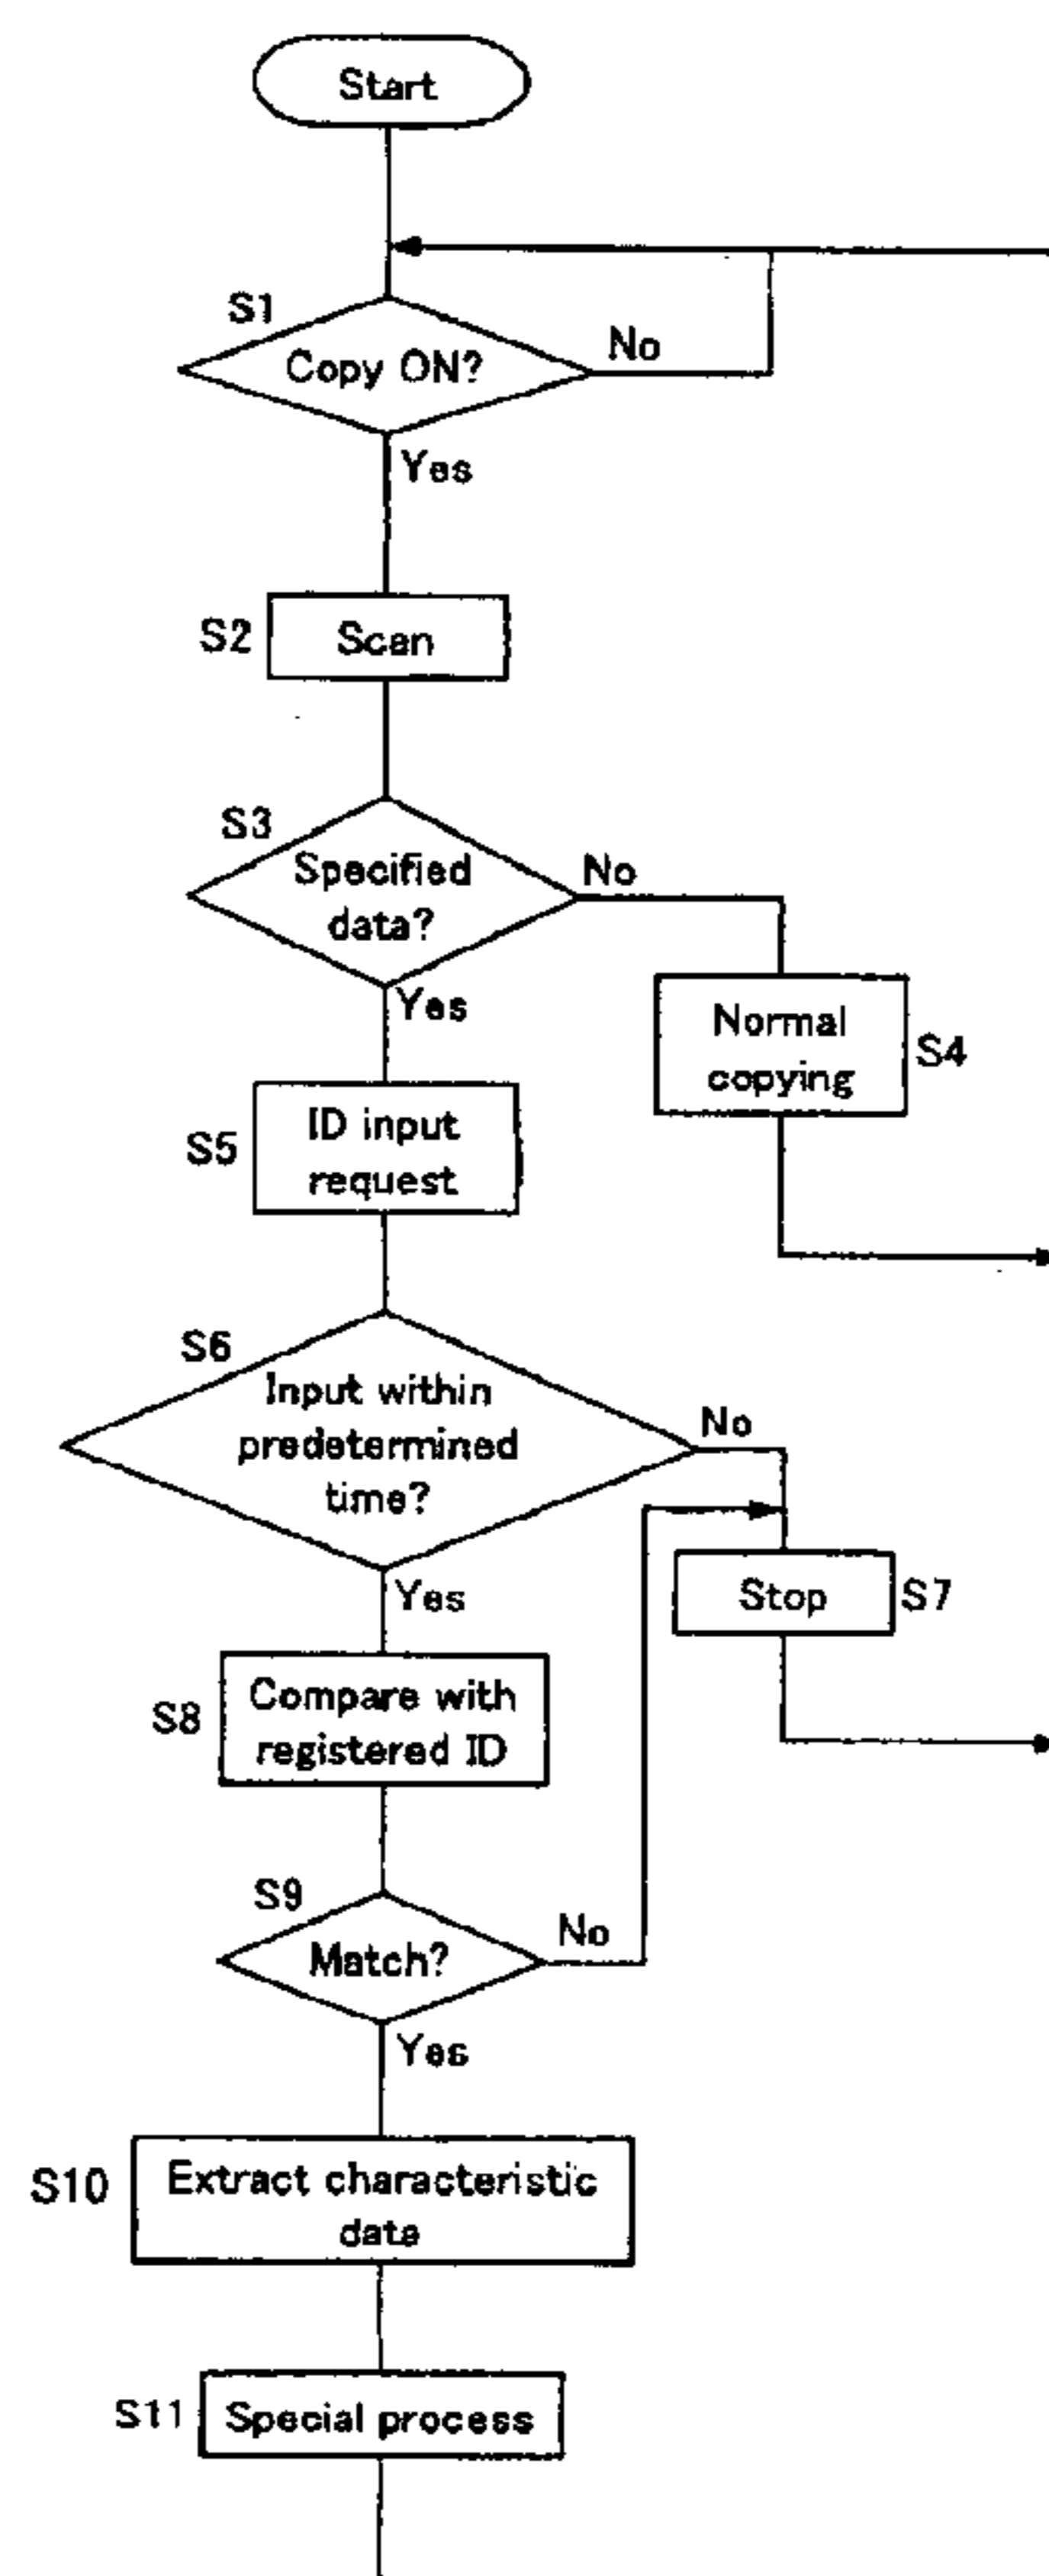 Start
S1
Copy ON?
No
Yes
S2
Scan
S3
Specified
data?
No
Yes
Normal
copying
S4
S5
ID input
request
S6
Input within
predetermined
time?
No
Yes
Stop
S7
S8
Compare with
registered ID
S9
Match?
No
Yes
S10
Extract characteristic
data
S11
Special process